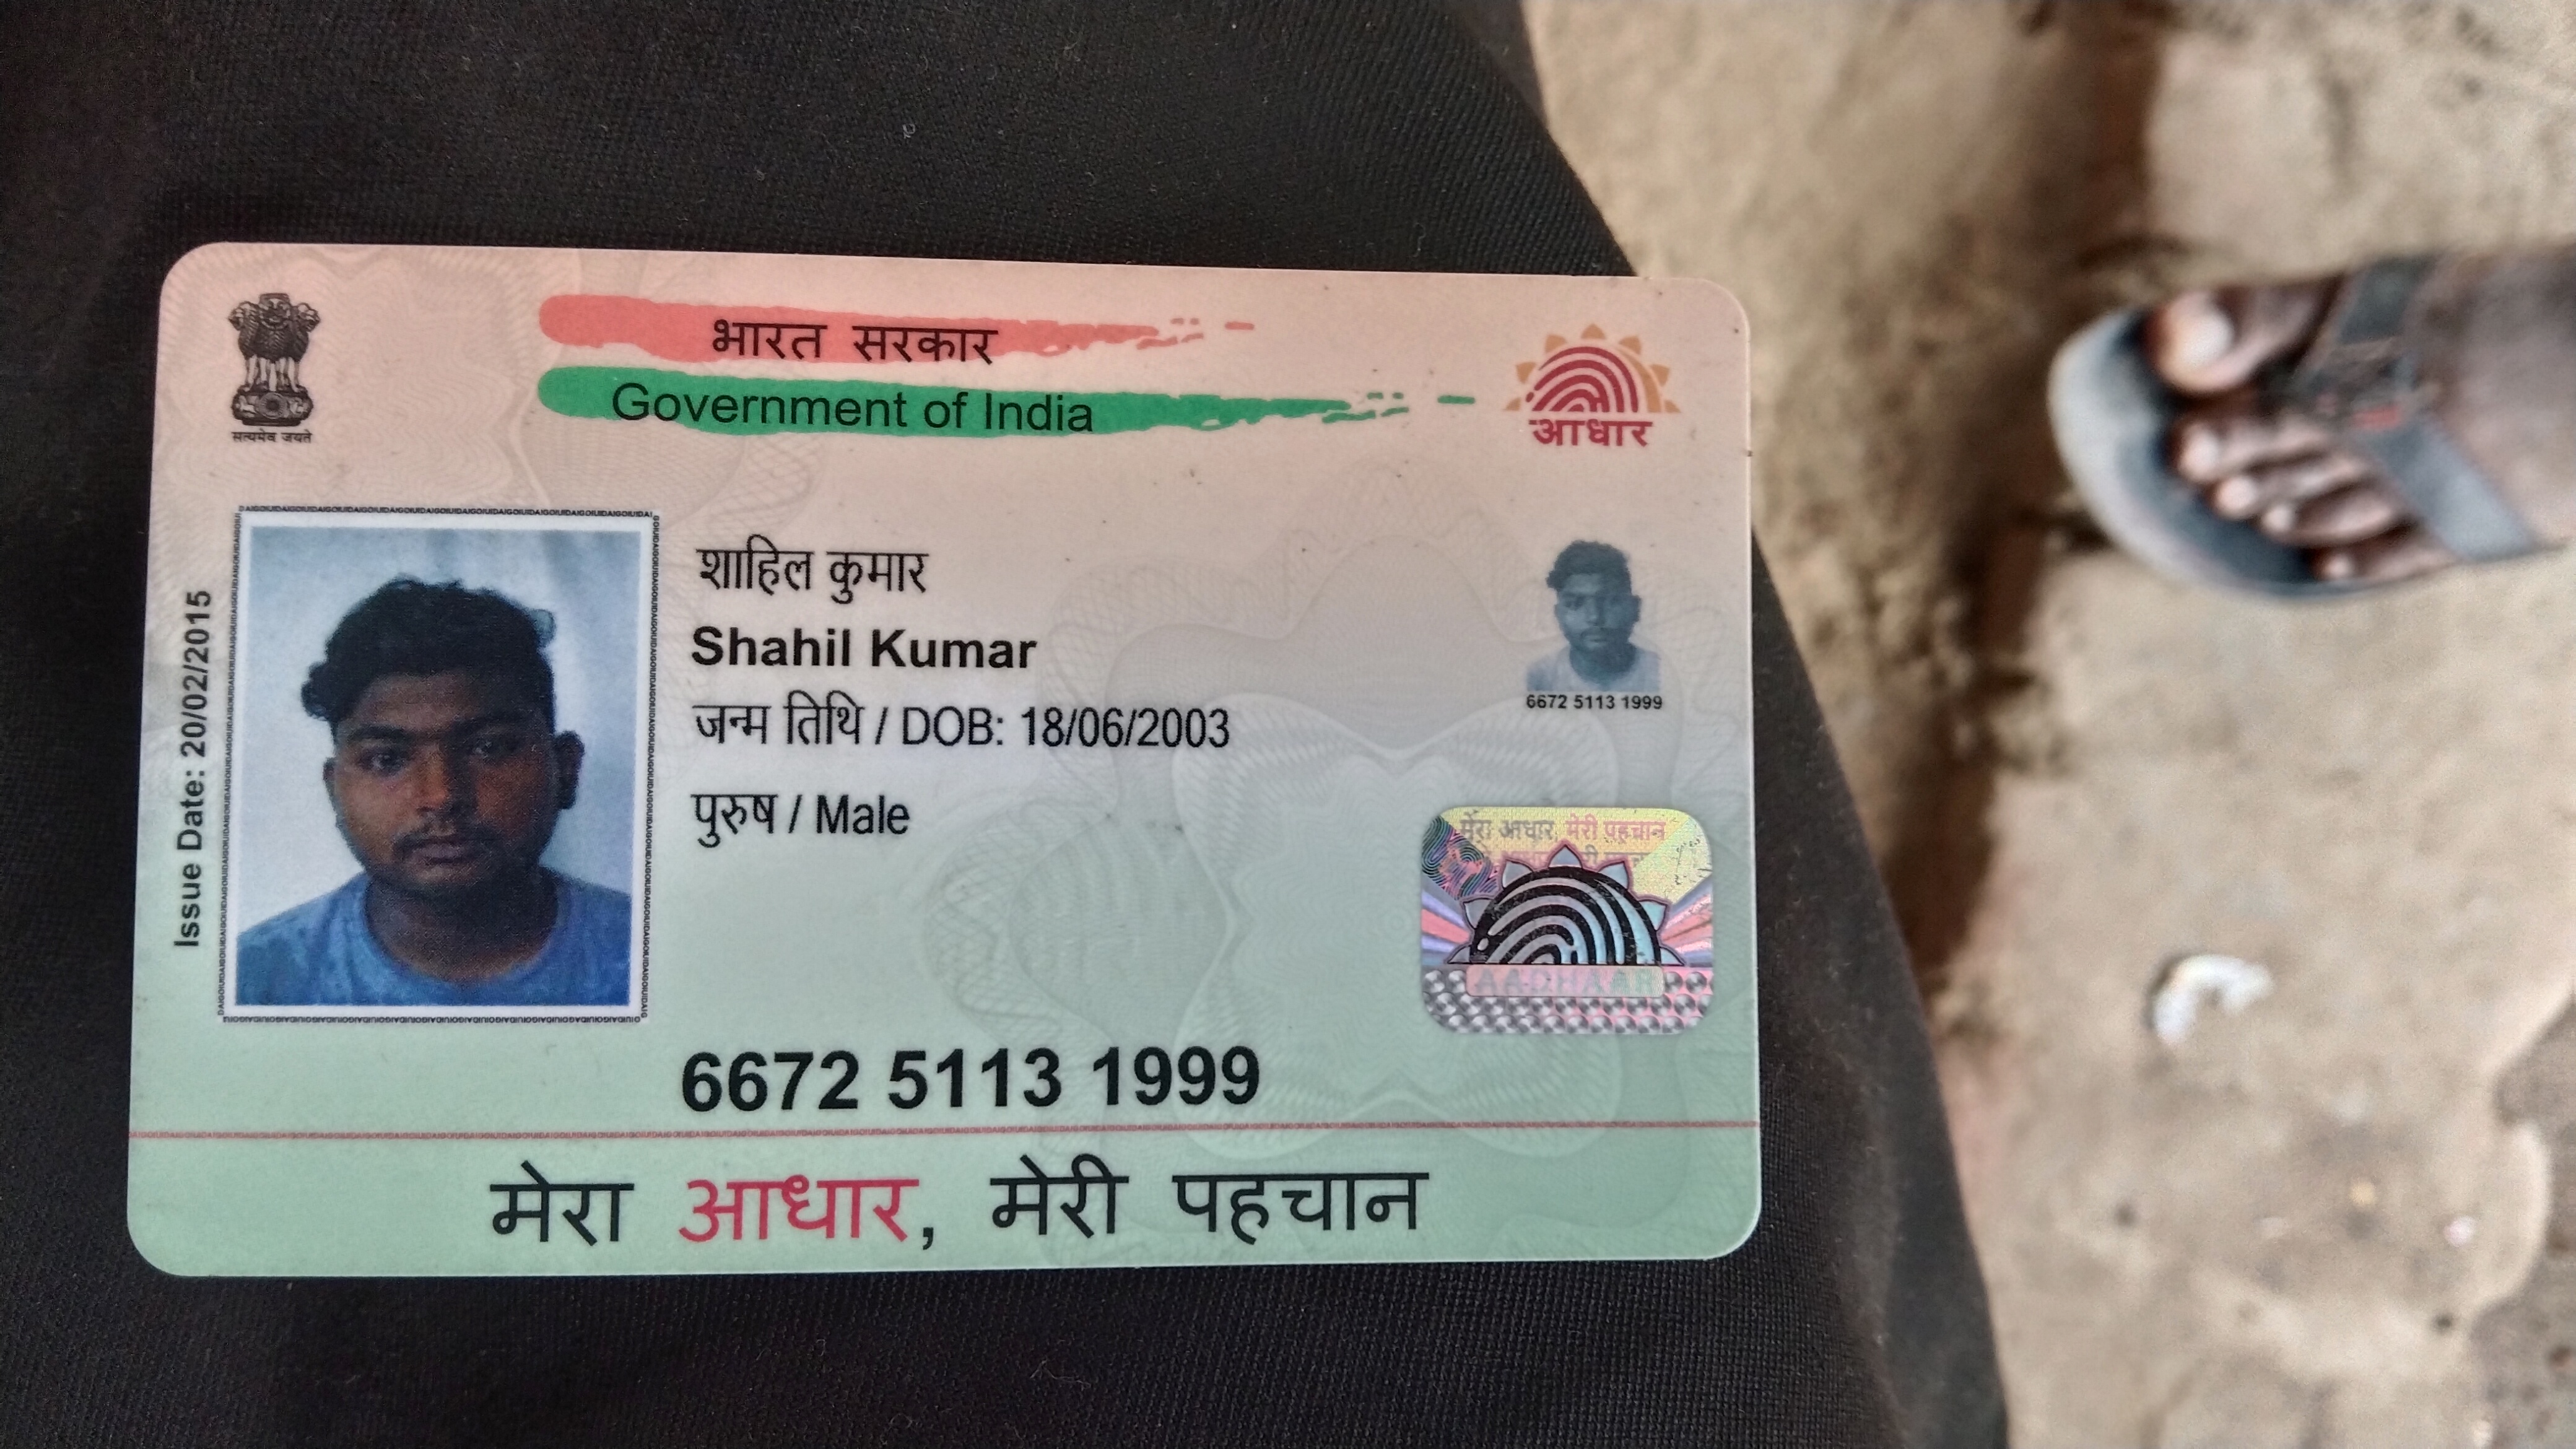 भारत सरकार
Government of India
सत्यमेव जयते
आधार
Issue Date: 20/02/2015
शाहिल कुमार
Shahil Kumar
जन्म तिथि / DOB: 18/06/2003
पुरुष / Male
6672 5113 1999
मेरा आधार, मेरी पहचान
AADHAAR
6672 5113 1999
मेरा आधार, मेरी पहचान